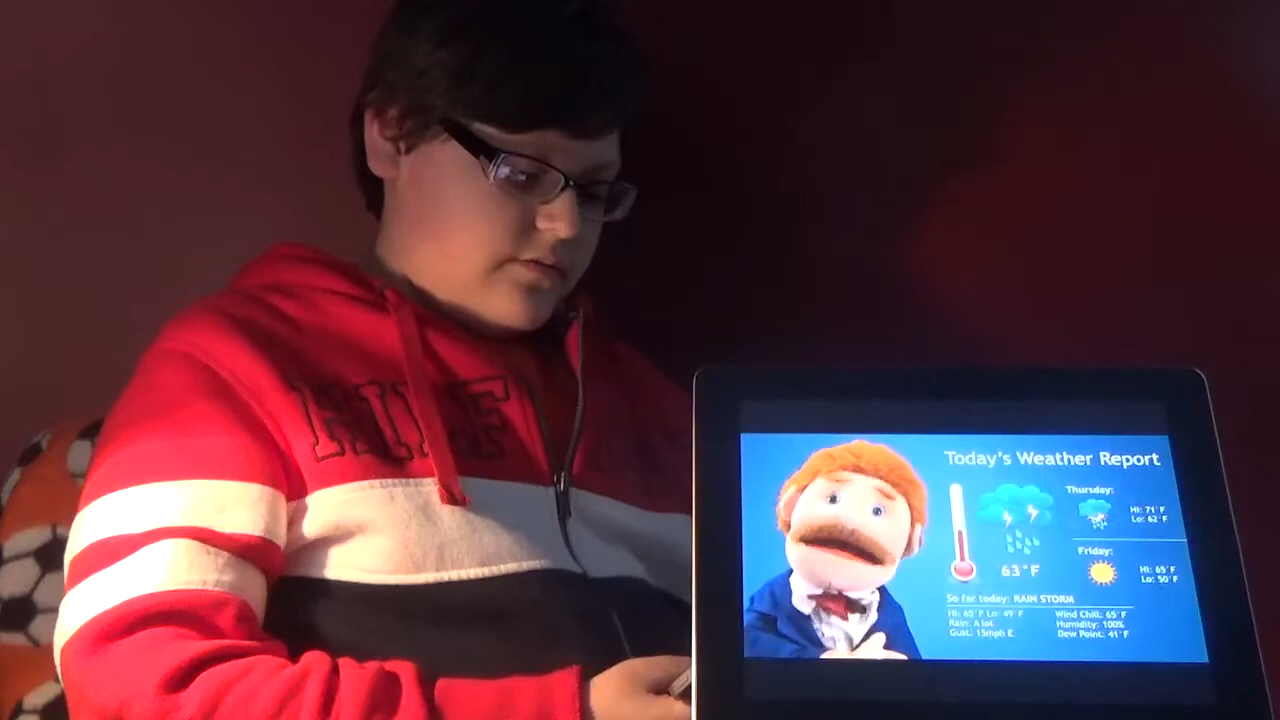 Today's Weather Report
Thursday:
Hi: 71°F
Lo: 62°F
63°F
Friday:
Hi: 65°F
Lo: 50°F
So far today: RAIN STORM
Hi: 65°F Lo: 49°F
Rain: A lot
Gust: 15mph E
Wind Chill: 65°F
Humidity: 100%
Dew Point: 41°F